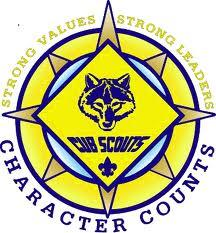 STRONG VALUES STRONG LEADERS
CUB SCOUTS
CHARACTER COUNTS